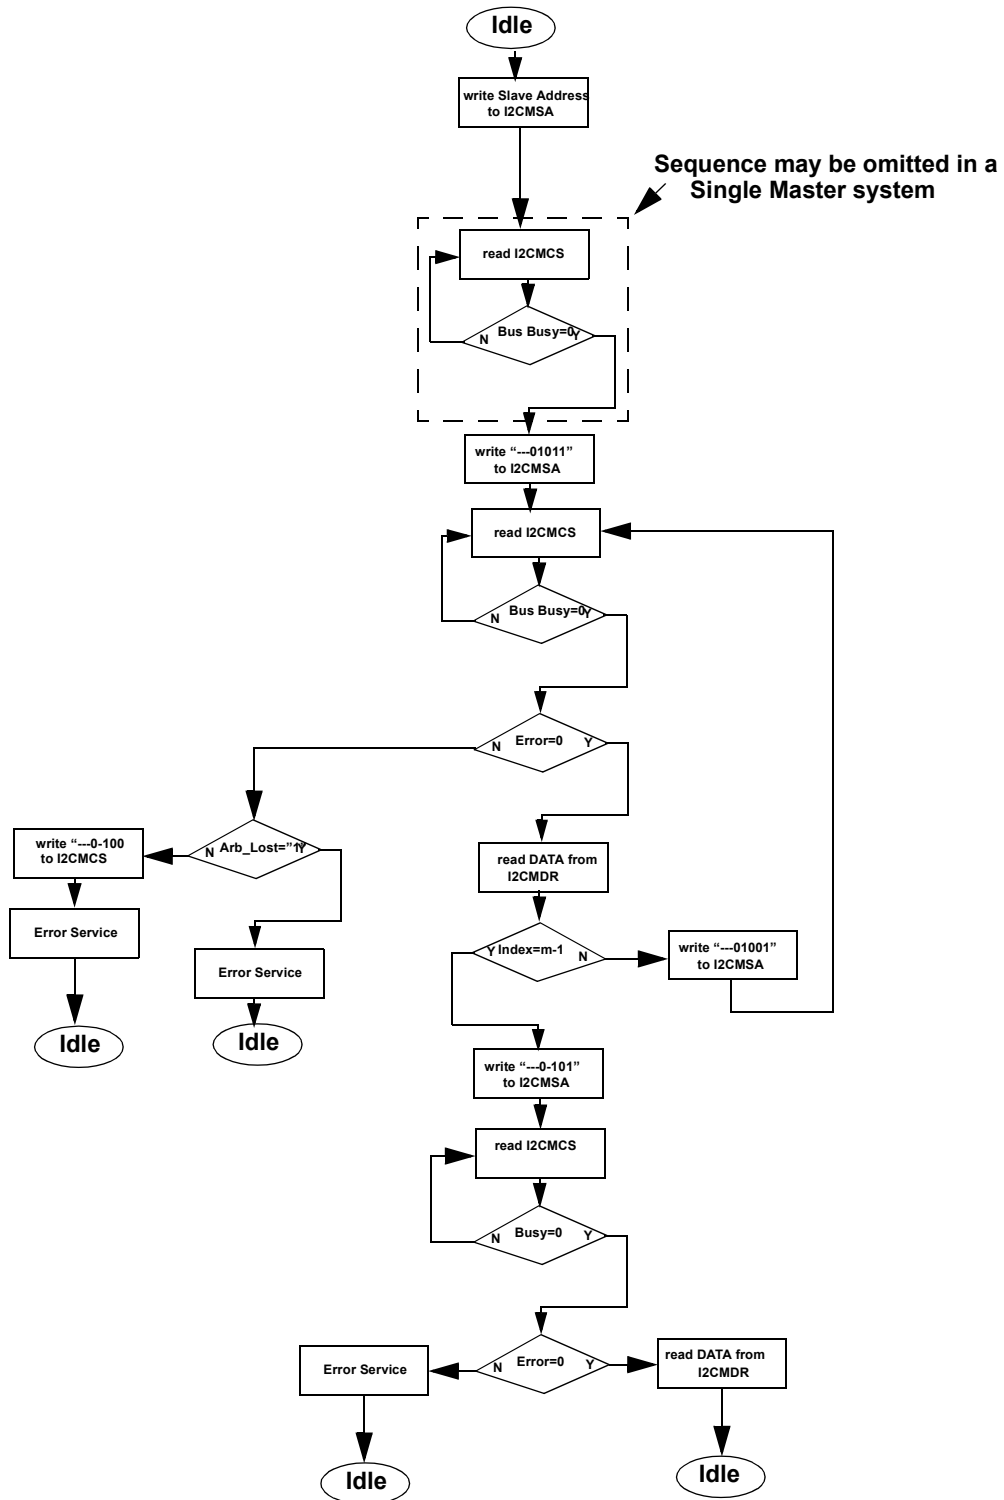 Idle
write Slave Address
to I2CMSA
Sequence may be omitted in a
Single Master system
read I2CMCS
Bus Busy=0
N
Y
write “---01011”
to I2CMSA
read I2CMCS
Bus Busy=0
N
Y
Error=0
N
Y
write “---0-100
to I2CMCS
Arb_Lost=”1
N
Y
read DATA from
I2CMDR
Error Service
Index=m-1
Y
N
write “---01001”
to I2CMSA
Error Service
Idle
Idle
write “---0-101”
to I2CMSA
read I2CMCS
Busy=0
N
Y
Error Service
Error=0
N
Y
read DATA from
I2CMDR
Idle
Idle